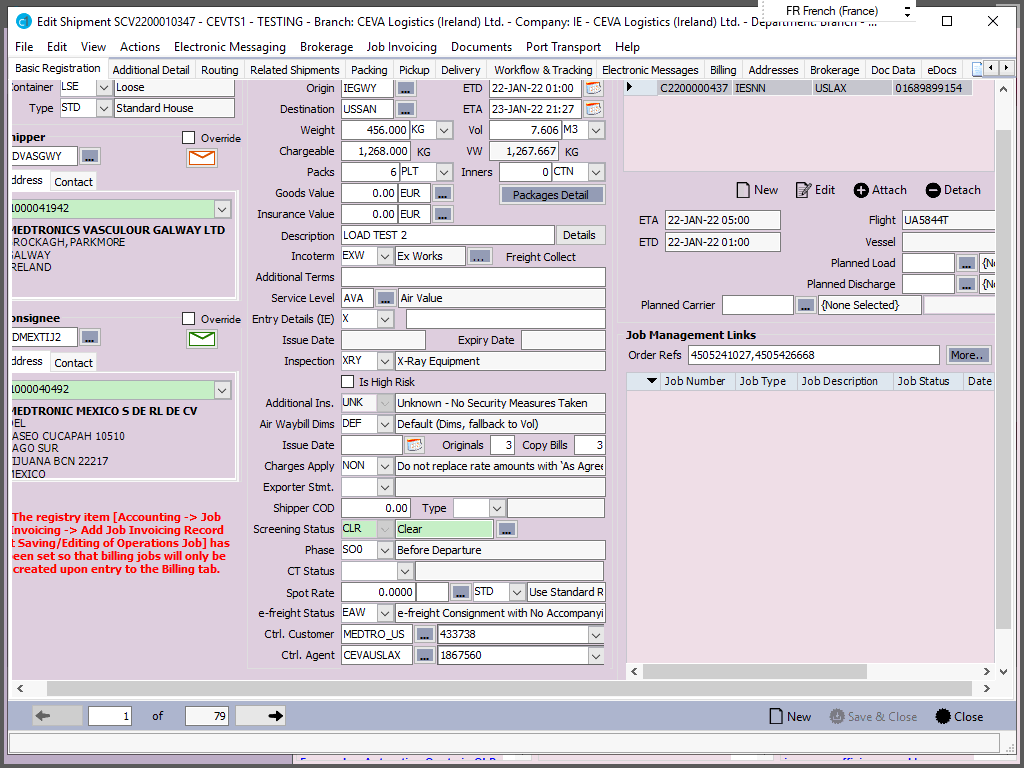 FR French (France)
Edit Shipment SCV2200010347 - CEVTS1 - TESTING - Branch: CEVA Logistics (Ireland) Ltd. - Company: IE - CEVA Logistics (Ireland) Ltd. - Department: Branch - ...
File Edit View Actions Electronic Messaging Brokerage Job Invoicing Documents Port Transport Help
Basic Registration Additional Detail Routing Related Shipments Packing Pickup Delivery Workflow & Tracking Electronic Messages Billing Addresses Brokerage Doc Data eDocs
ontainer LSE Loose
Type STD Standard House
hipper
Override
DVASGWY ...
ddress Contact
1000041942
MEDTRONICS VASCULOUR GALWAY LTD
ROCKAGH, PARKMORE
ALWAY
RELAND
onsignee
Override
DMEXTIJ2 ...
ddress Contact
1000040492
MEDTRONIC MEXICO S DE RL DE CV
EL
ASEO CUCAPAH 10510
AGO SUR
IJUANA BCN 22217
MEXICO
The registry item [Accounting -> Job
Invoicing -> Add Job Invoicing Record
t Saving/Editing of Operations Job] has
een set so that billing jobs will only be
created upon entry to the Billing tab.
Origin IEGWY ... ETD 22-JAN-22 01:00
Destination USSAN ... ETA 23-JAN-22 21:27
Weight 456.000 KG Vol 7.606 M3
Chargeable 1,268.000 KG VW 1,267.667 KG
Packs 6 PLT Inners 0 CTN
Goods Value 0.00 EUR ... Packages Detail
Insurance Value 0.00 EUR ...
Description LOAD TEST 2 Details
Incoterm EXW Ex Works ... Freight Collect
Additional Terms
Service Level AVA ... Air Value
Entry Details (IE) X
Issue Date Expiry Date
Inspection XRY X-Ray Equipment
Is High Risk
Additional Ins. UNK Unknown - No Security Measures Taken
Air Waybill Dims DEF Default (Dims, fallback to Vol)
Issue Date Originals 3 Copy Bills 3
Charges Apply NON Do not replace rate amounts with 'As Agree
Exporter Stmt.
Shipper COD 0.00 Type
Screening Status CLR Clear ...
Phase SO0 Before Departure
CT Status
Spot Rate 0.0000 ... STD Use Standard R
e-freight Status EAW e-freight Consignment with No Accompanyi
Ctrl. Customer MEDTRO_US ... 433738
Ctrl. Agent CEVAUSLAX ... 1867560
C2200000437 IESNN USLAX 01689899154
New Edit Attach Detach
ETA 22-JAN-22 05:00 Flight UA5844T
ETD 22-JAN-22 01:00 Vessel
Planned Load ... {No
Planned Discharge ... {No
Planned Carrier ... {None Selected}
Job Management Links
Order Refs 4505241027,4505426668 More..
Job Number Job Type Job Description Job Status Date
1 of 79
New Save & Close Close